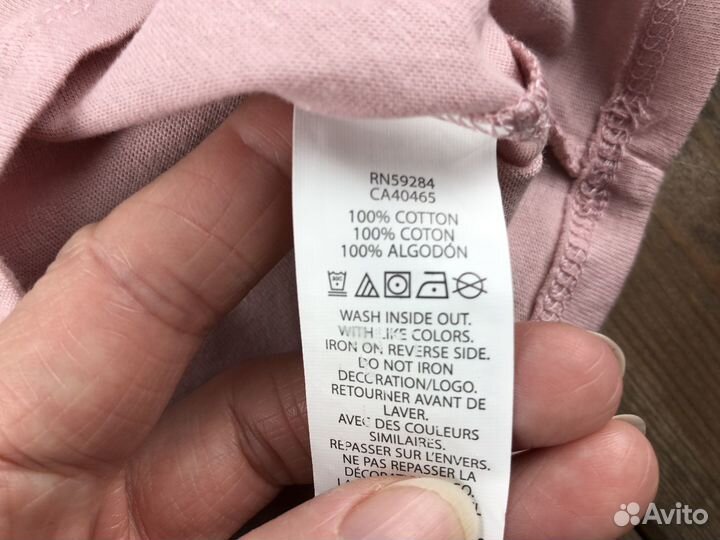 RN59284
CA40465
100% COTTON
100% COTON
100% ALGODÓN
WASH INSIDE OUT.
WITH LIKE COLORS.
IRON ON REVERSE SIDE.
DO NOT IRON
DECORATION/LOGO.
RETOURNER AVANT DE
LAVER.
AVEC DES COULEURS
SIMILAIRES.
REPASSER SUR L'ENVERS.
NE PAS REPASSER LA
Avito